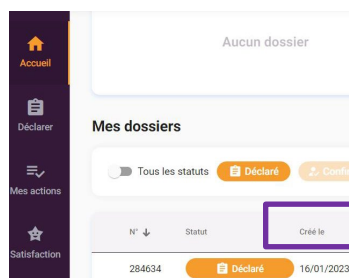 Accueil
Déclarer
Mes actions
Satisfaction
Aucun dossier
Mes dossiers
Tous les statuts Déclaré
N° ↓ Statut Créé le
284634 Déclaré 16/01/2023